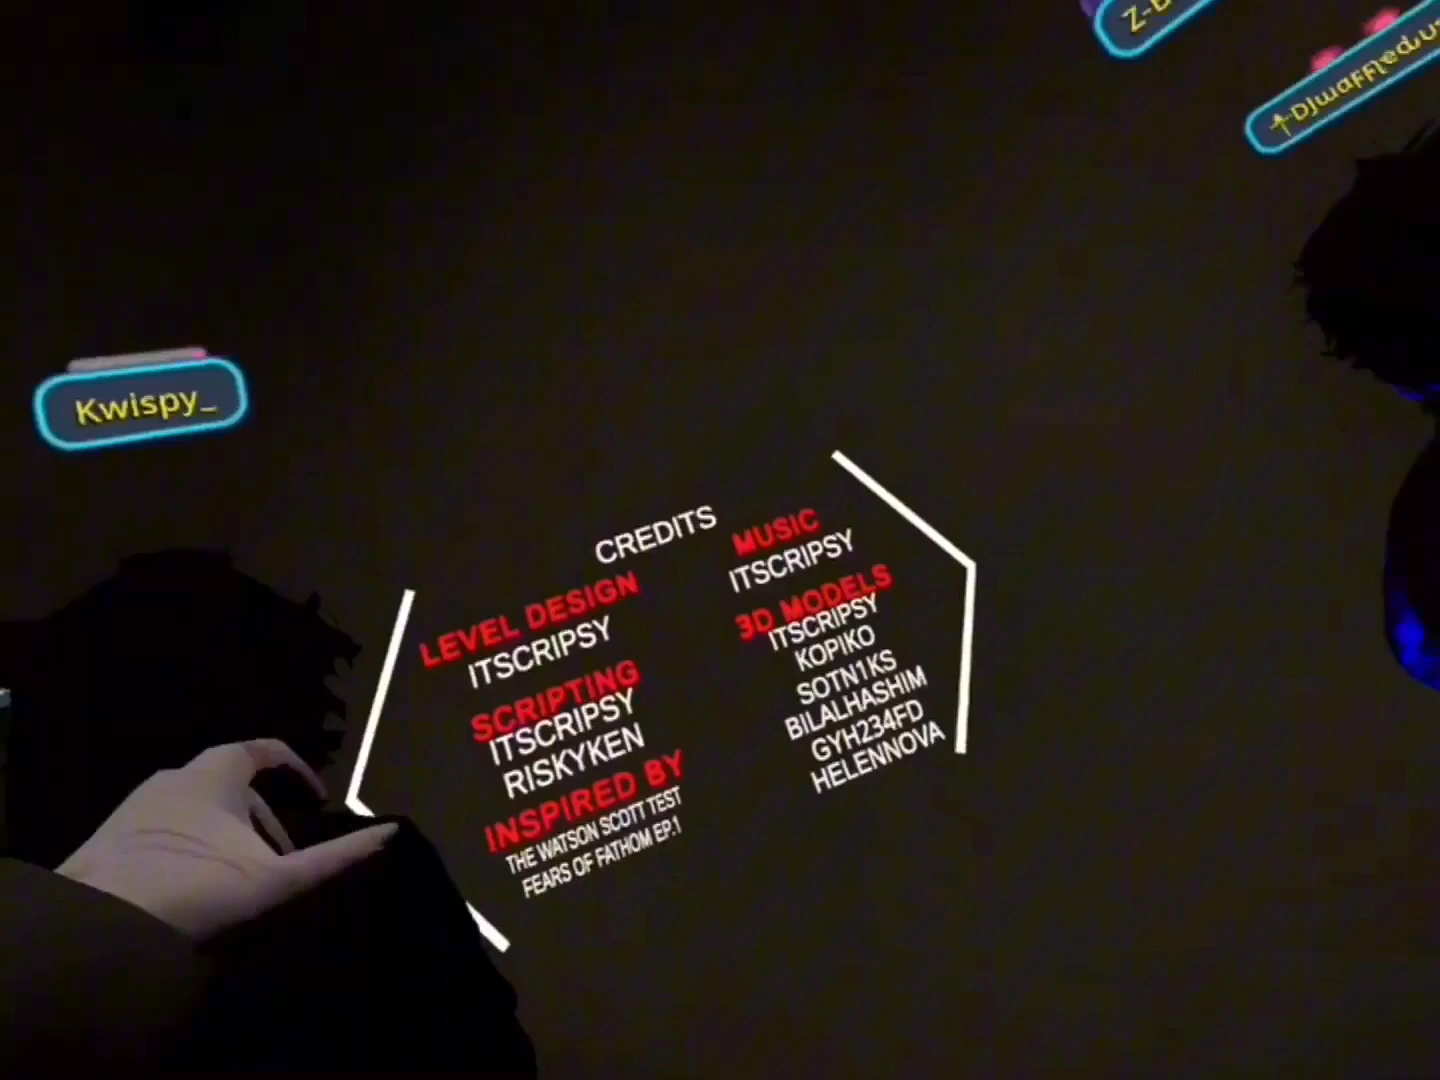 Kwispy_
CREDITS
LEVEL DESIGN
ITSCRIPSY
SCRIPTING
ITSCRIPSY
RISKYKEN
INSPIRED BY
THE WATSON SCOTT TEST
FEARS OF FATHOM EP.1
MUSIC
ITSCRIPSY
3D MODELS
ITSCRIPSY
KOPIKO
SOTN1KS
BILALHASHIM
GYH234FD
HELENNOVA